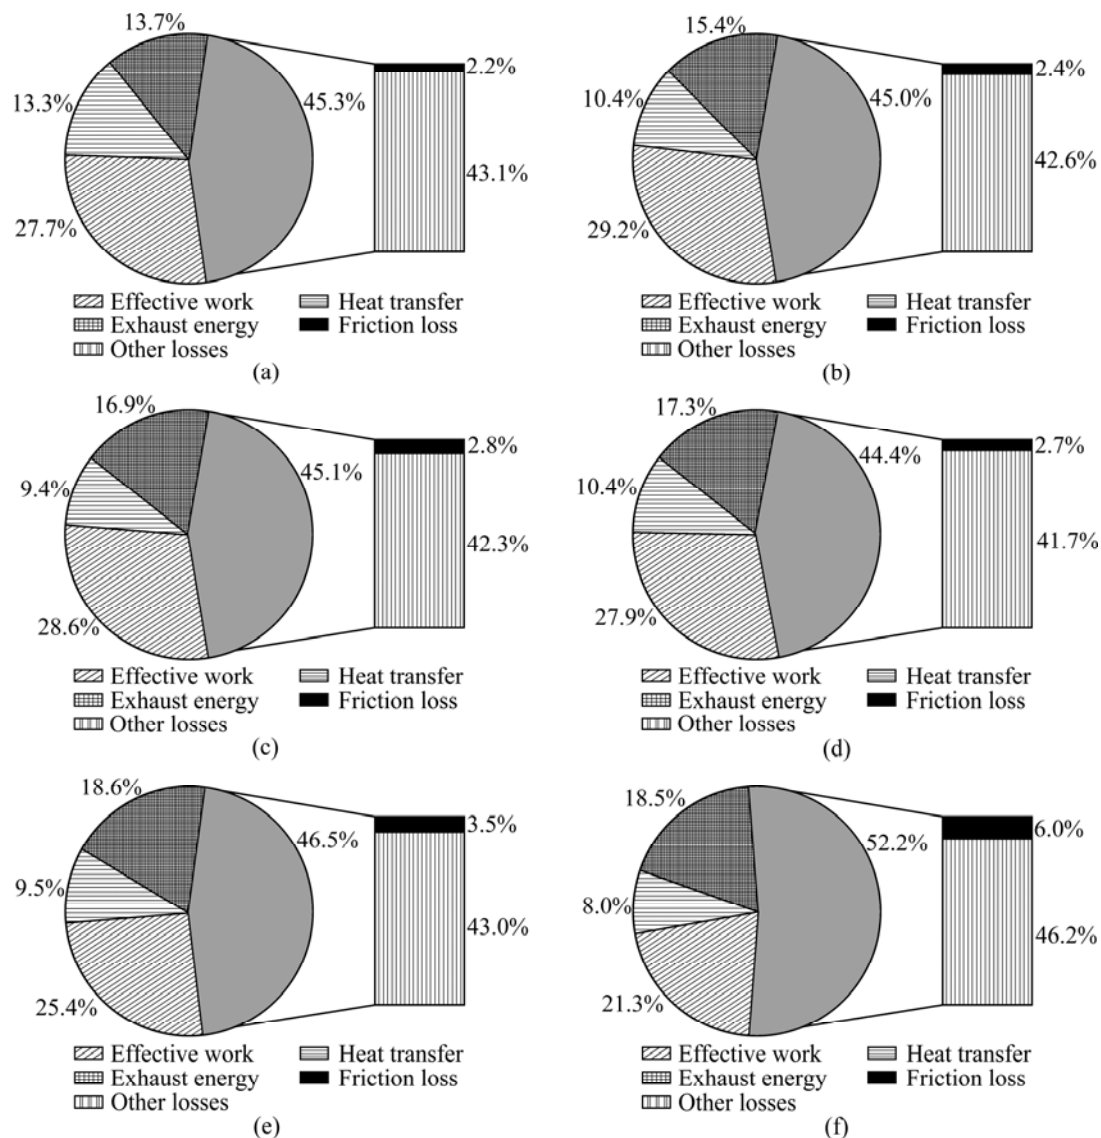 13.7%
2.2%
13.3%
45.3%
43.1%
27.7%
Effective work Heat transfer
Exhaust energy Friction loss
Other losses
(a)
15.4%
2.4%
10.4%
45.0%
42.6%
29.2%
Effective work Heat transfer
Exhaust energy Friction loss
Other losses
(b)
16.9%
2.8%
45.1%
9.4%
42.3%
28.6%
Effective work Heat transfer
Exhaust energy Friction loss
Other losses
(c)
17.3%
2.7%
44.4%
10.4%
41.7%
27.9%
Effective work Heat transfer
Exhaust energy Friction loss
Other losses
(d)
18.6%
3.5%
46.5%
9.5%
43.0%
25.4%
Effective work Heat transfer
Exhaust energy Friction loss
Other losses
(e)
18.5%
6.0%
52.2%
8.0%
46.2%
21.3%
Effective work Heat transfer
Exhaust energy Friction loss
Other losses
(f)